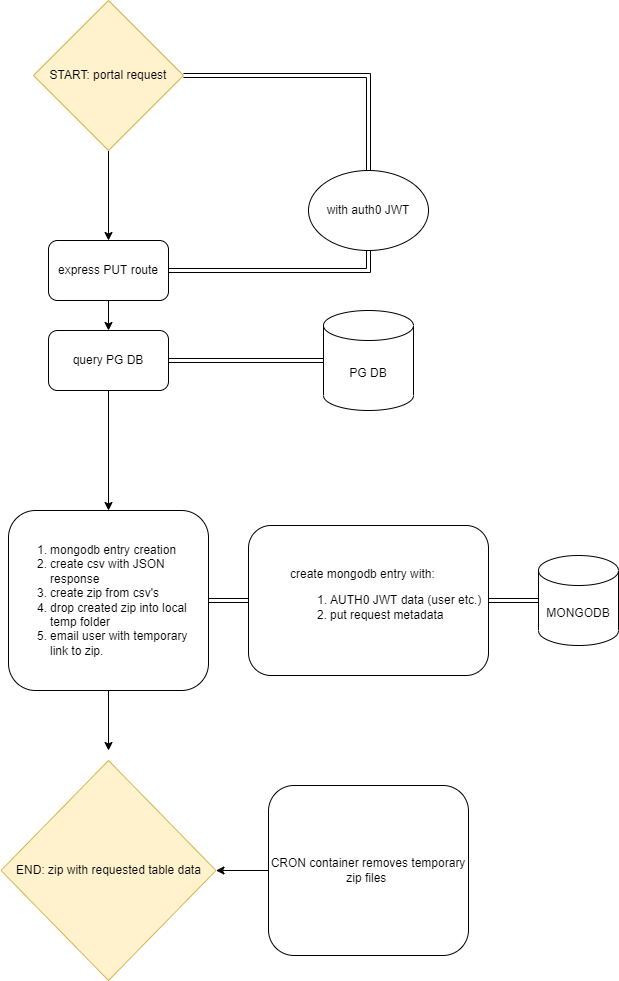 START: portal request
with auth0 JWT
express PUT route
query PG DB
PG DB
1. mongodb entry creation
2. create csv with JSON
response
3. create zip from csv's
4. drop created zip into local
temp folder
5. email user with temporary
link to zip.
create mongodb entry with:
1. AUTH0 JWT data (user etc.)
2. put request metadata
MONGODB
END: zip with requested table data
CRON container removes temporary
zip files